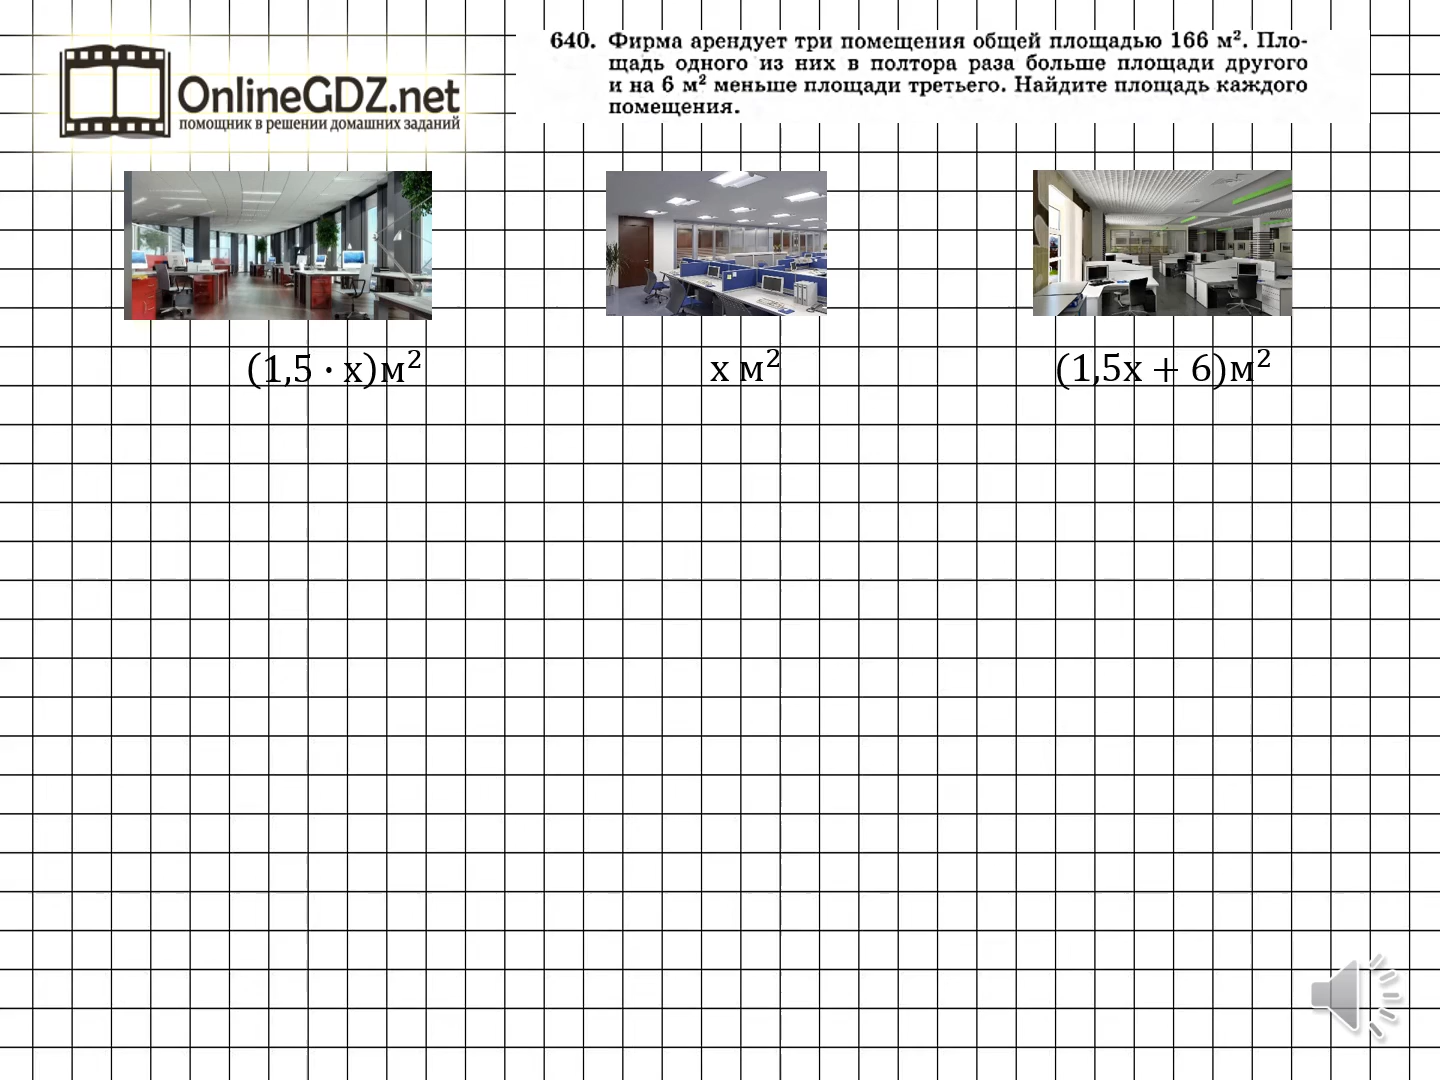 OnlineGDZ.net
помощник в решении домашних заданий
640. Фирма арендует три помещения общей площадью 166 м². Пло-
щадь одного из них в полтора раза больше площади другого
и на 6 м² меньше площади третьего. Найдите площадь каждого
помещения.
(1,5 · x)м² x м² (1,5x + 6)м²